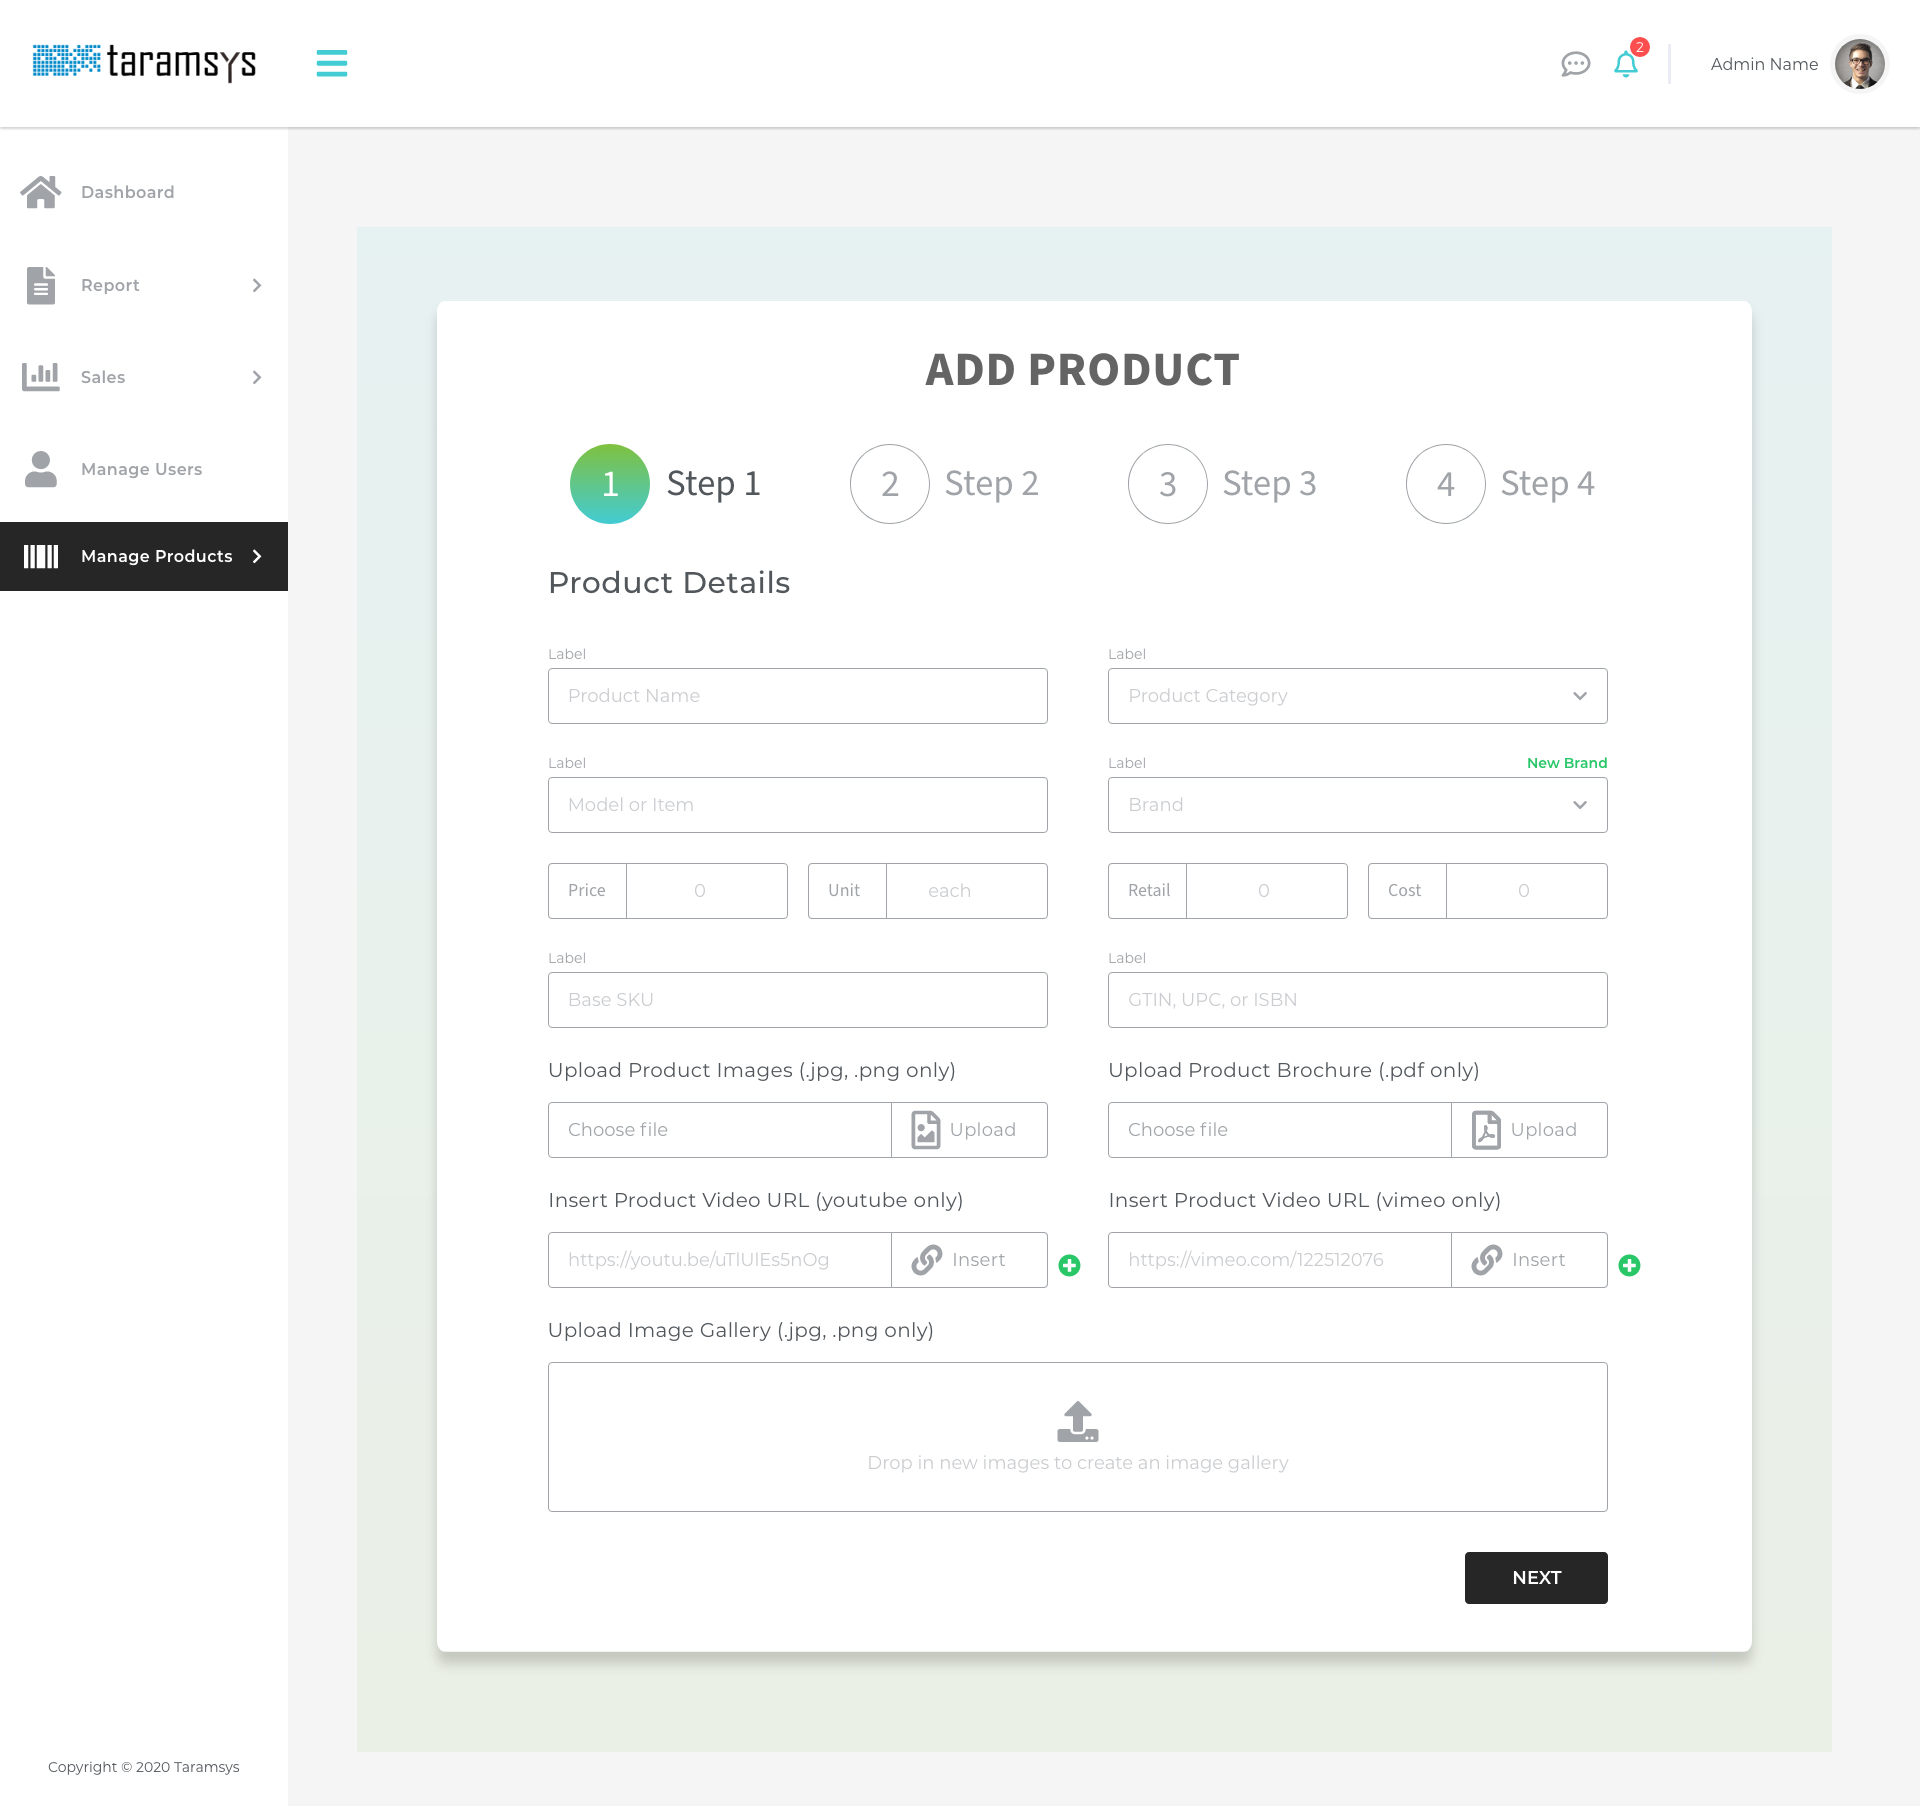 taramsys
2
Admin Name
Dashboard
Report
Sales
Manage Users
Manage Products
ADD PRODUCT
1 Step 1 2 Step 2 3 Step 3 4 Step 4
Product Details
Label Label
Product Name Product Category
Label Label New Brand
Model or Item Brand
Price 0 Unit each Retail 0 Cost 0
Label Label
Base SKU GTIN, UPC, or ISBN
Upload Product Images (.jpg, .png only) Upload Product Brochure (.pdf only)
Choose file Upload Choose file Upload
Insert Product Video URL (youtube only) Insert Product Video URL (vimeo only)
https://youtu.be/uTlUlEs5nOg Insert https://vimeo.com/122512076 Insert
Upload Image Gallery (.jpg, .png only)
Drop in new images to create an image gallery
NEXT
Copyright © 2020 Taramsys